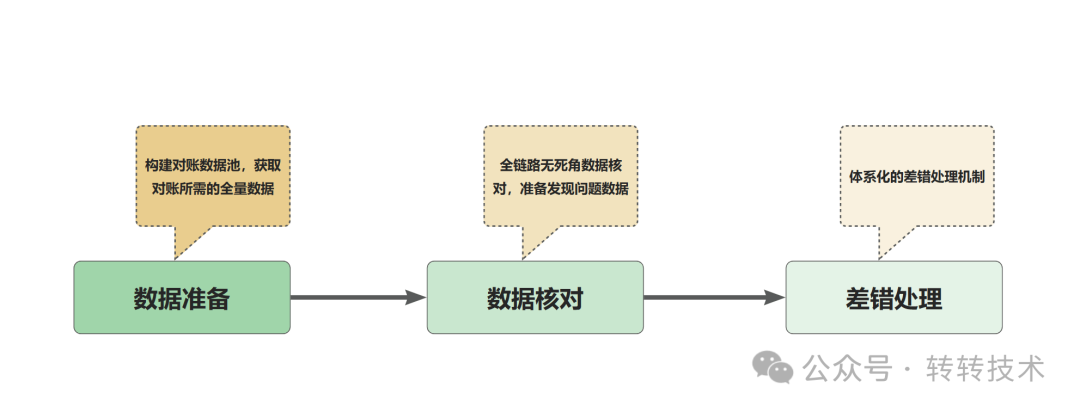 构建对账数据池，获取
对账所需的全量数据
全链路无死角数据核
对，准备发现问题数据
体系化的差错处理机制
数据准备
数据核对
差错处理
公众号 · 转转技术